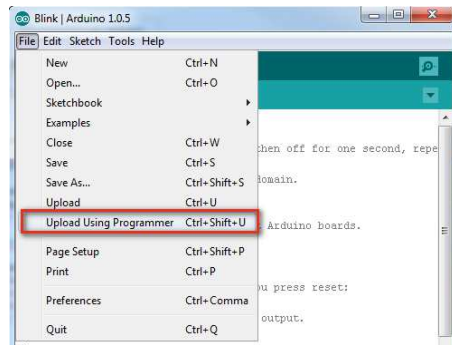 Blink | Arduino 1.0.5
File Edit Sketch Tools Help
New Ctrl+N
Open... Ctrl+O
Sketchbook
Examples
Close Ctrl+W
Save Ctrl+S
Save As... Ctrl+Shift+S
Upload Ctrl+U
Upload Using Programmer Ctrl+Shift+U
Page Setup Ctrl+Shift+P
Print Ctrl+P
Preferences Ctrl+Comma
Quit Ctrl+Q
then off for one second, repe
domain.
Arduino boards.
u press reset:
output.